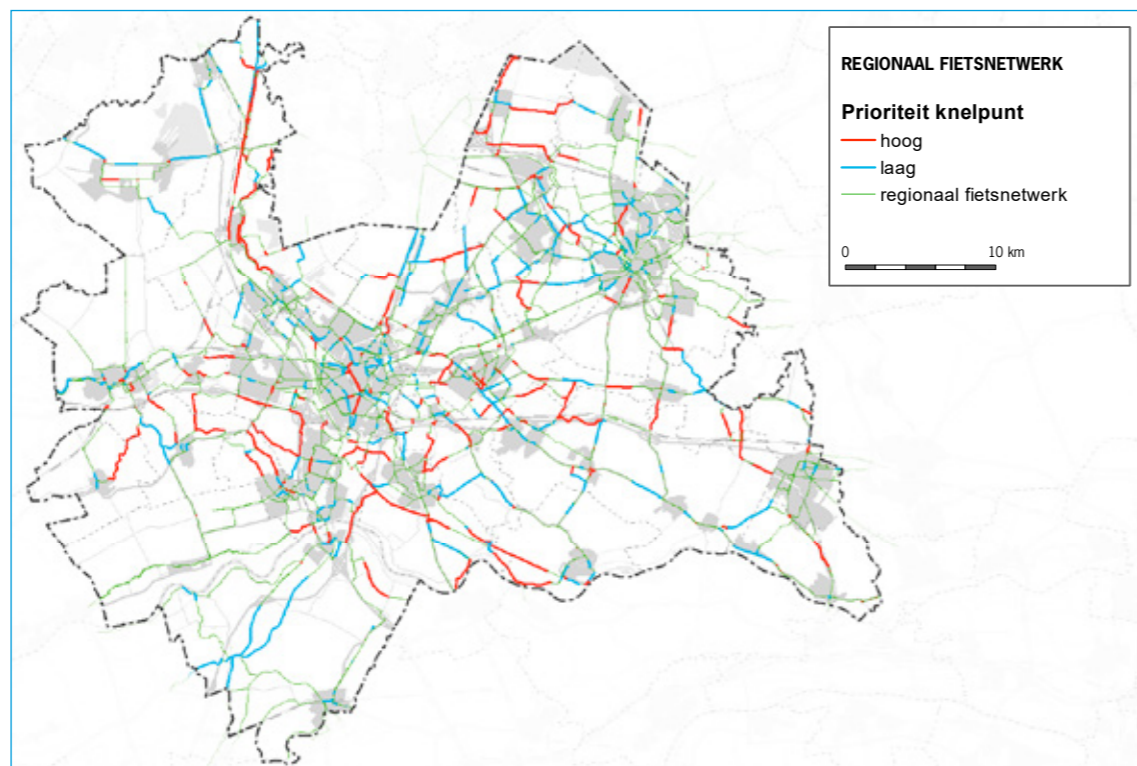 REGIONAAL FIETSNETWERK
Prioriteit knelpunt
hoog
laag
regionaal fietsnetwerk
0 10 km